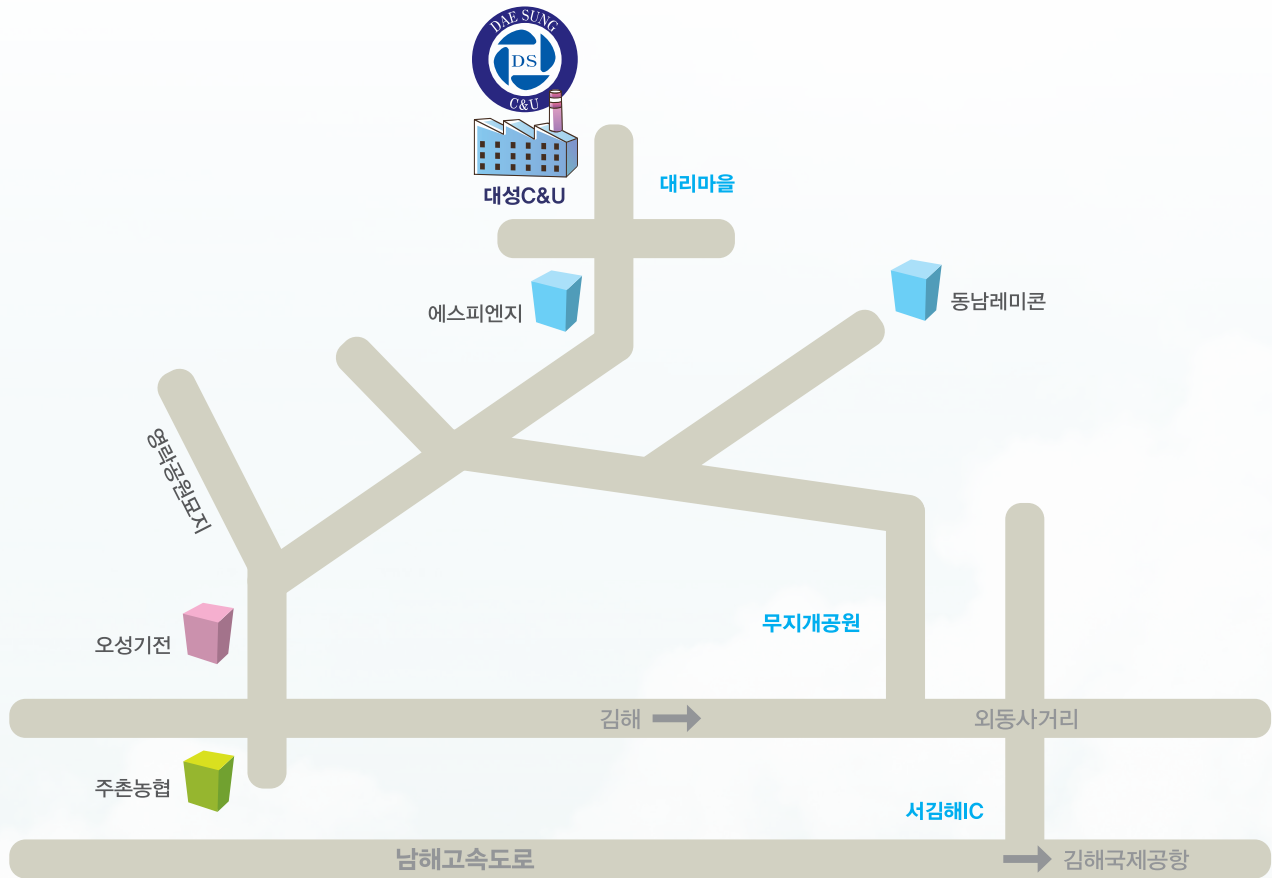 DAE SUNG
DS
C&U
대성C&U
대리마을
에스피엔지
동남레미콘
영락공원묘지
오성기전
무지개공원
김해
외동사거리
주촌농협
서김해IC
남해고속도로
김해국제공항